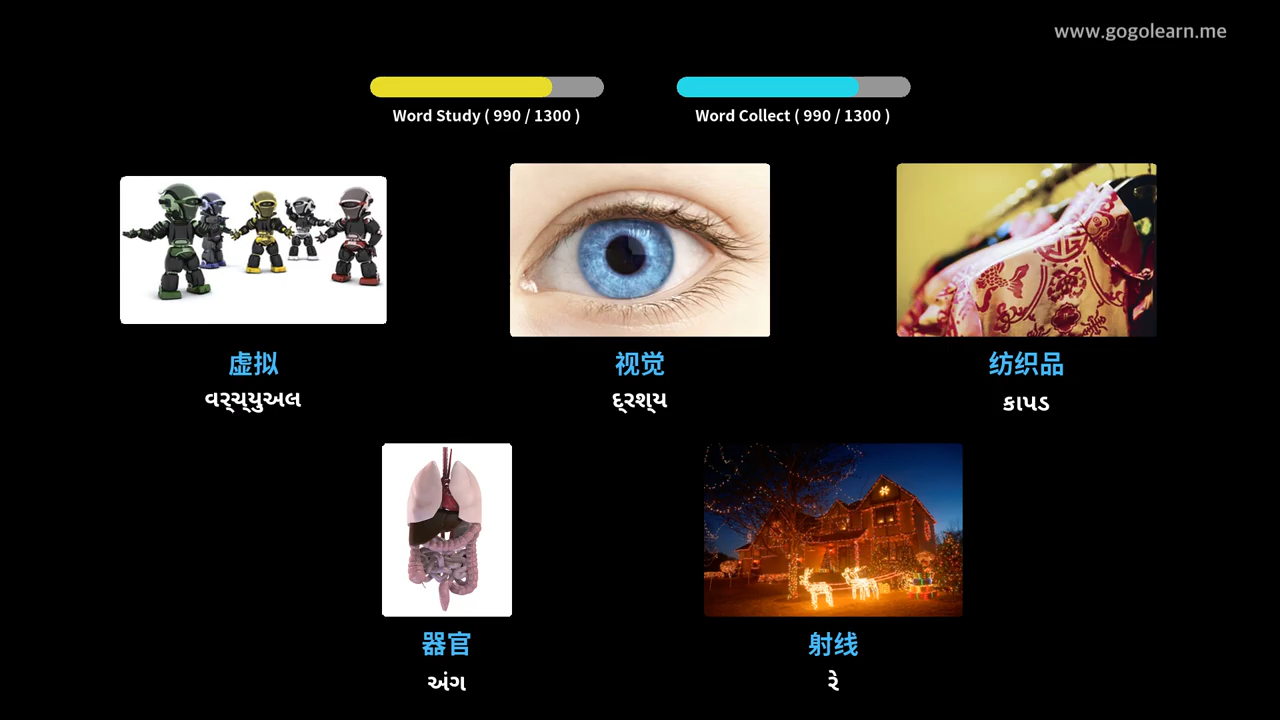 www.gogolearn.me
Word Study ( 990 / 1300 )
Word Collect ( 990 / 1300 )
虚拟
વર્ચ્યુઅલ
视觉
દ્રશ્ય
纺织品
કાપડ
器官
અંગ
射线
રે